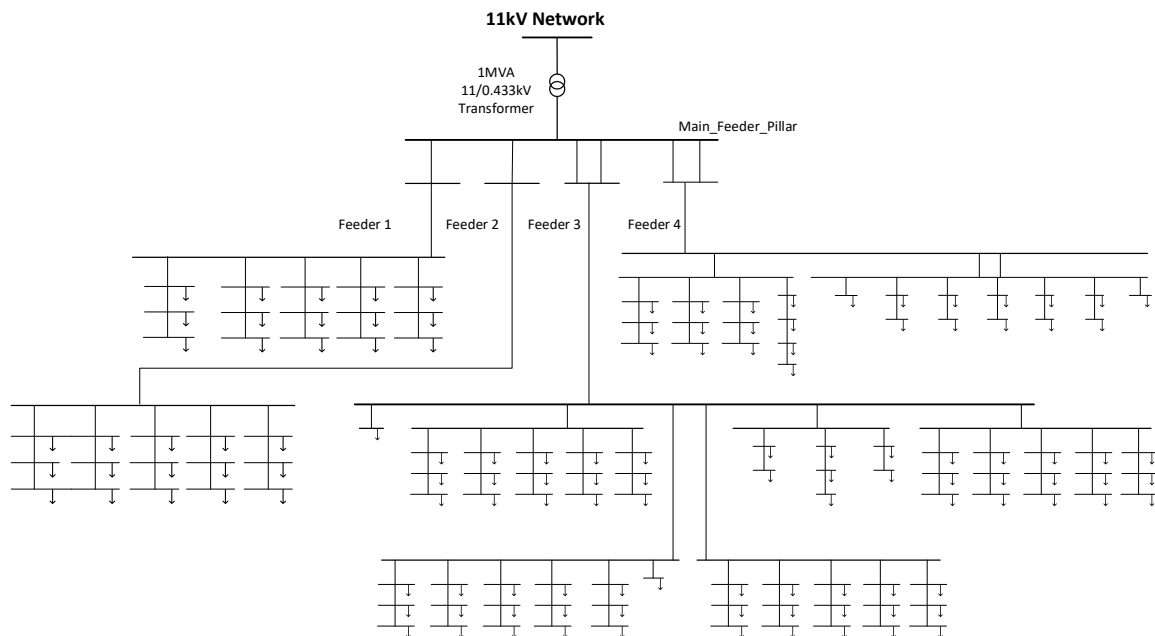 11kV Network
1MVA
11/0.433kV
Transformer
Main_Feeder_Pillar
Feeder 1
Feeder 2
Feeder 3
Feeder 4